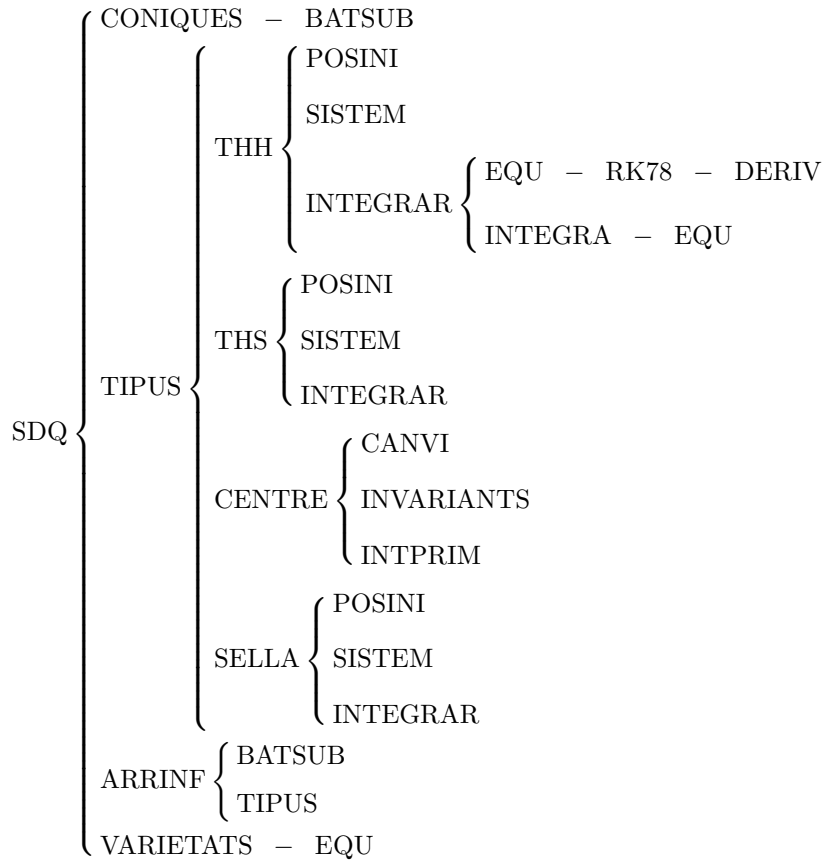 CONIQUES − BATSUB
POSINI
SISTEM
THH
EQU − RK78 − DERIV
INTEGRAR
INTEGRA − EQU
POSINI
THS
SISTEM
TIPUS
INTEGRAR
SDQ
CANVI
CENTRE
INVARIANTS
INTPRIM
POSINI
SELLA
SISTEM
INTEGRAR
BATSUB
ARRINF
TIPUS
VARIETATS − EQU